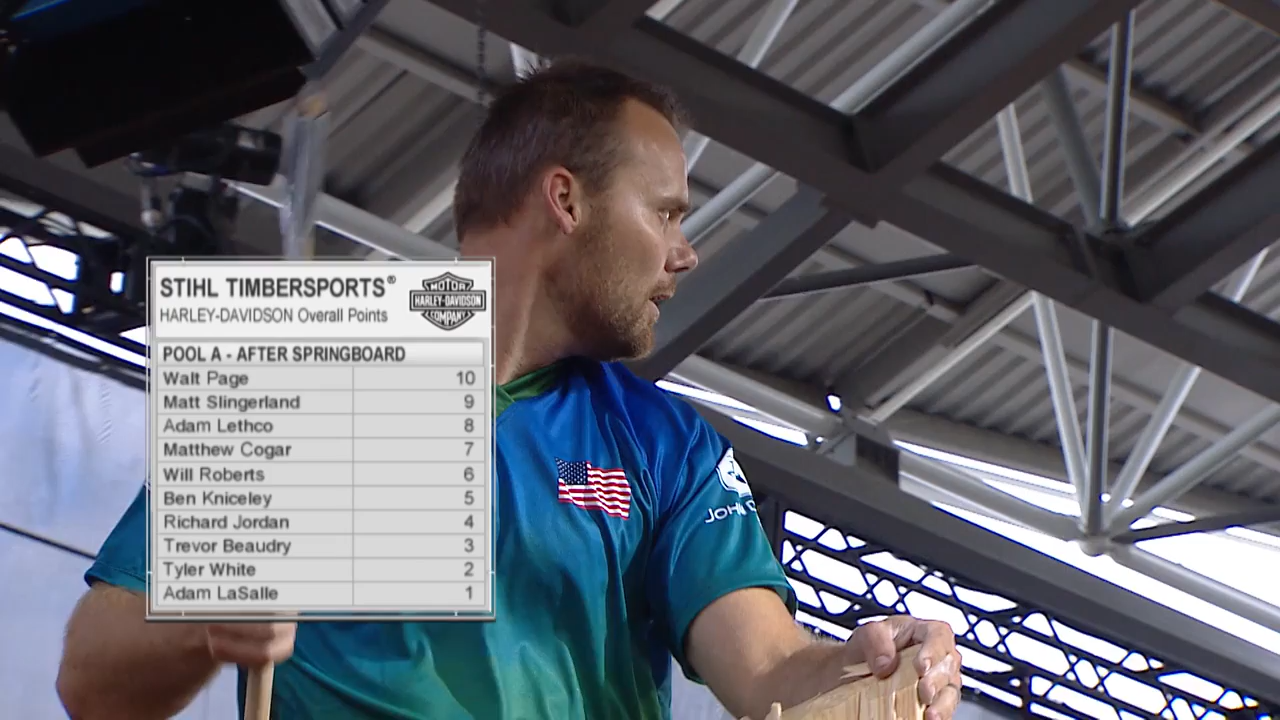 STIHL TIMBERSPORTS®
HARLEY-DAVIDSON Overall Points
MOTOR
HARLEY-DAVIDSON
COMPANY
POOL A - AFTER SPRINGBOARD
Walt Page 10
Matt Slingerland 9
Adam Lethco 8
Matthew Cogar 7
Will Roberts 6
Ben Kniceley 5
Richard Jordan 4
Trevor Beaudry 3
Tyler White 2
Adam LaSalle 1